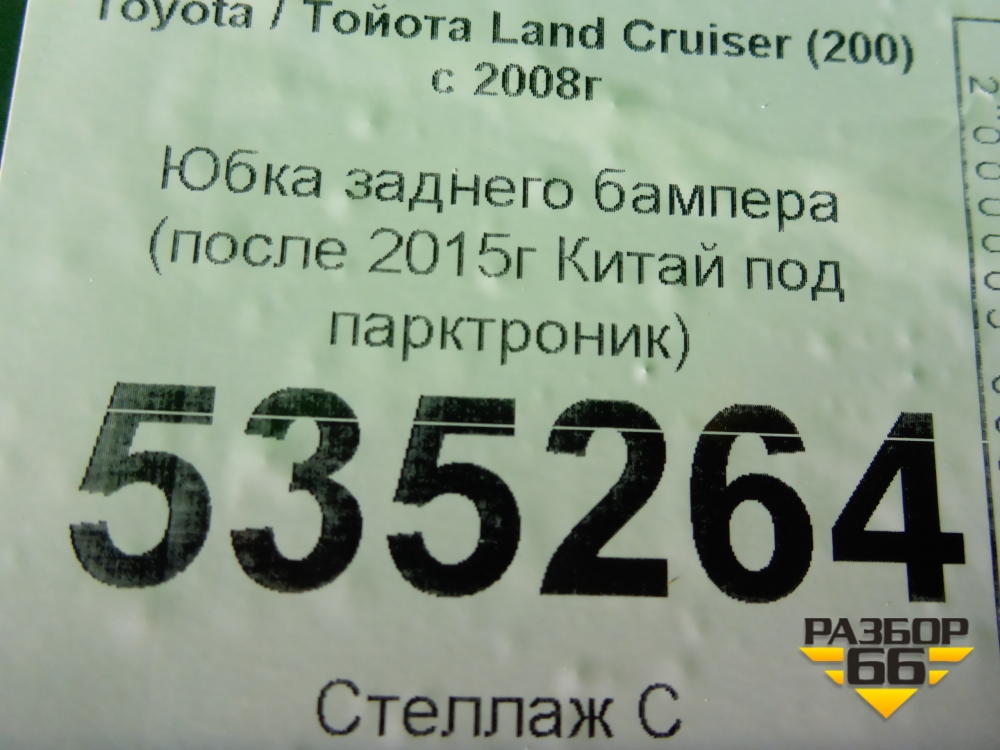 Toyota / Тойота Land Cruiser (200)
с 2008г
Юбка заднего бампера
(после 2015г Китай под
парктроник)
535264
Стеллаж С
РАЗБОР
66